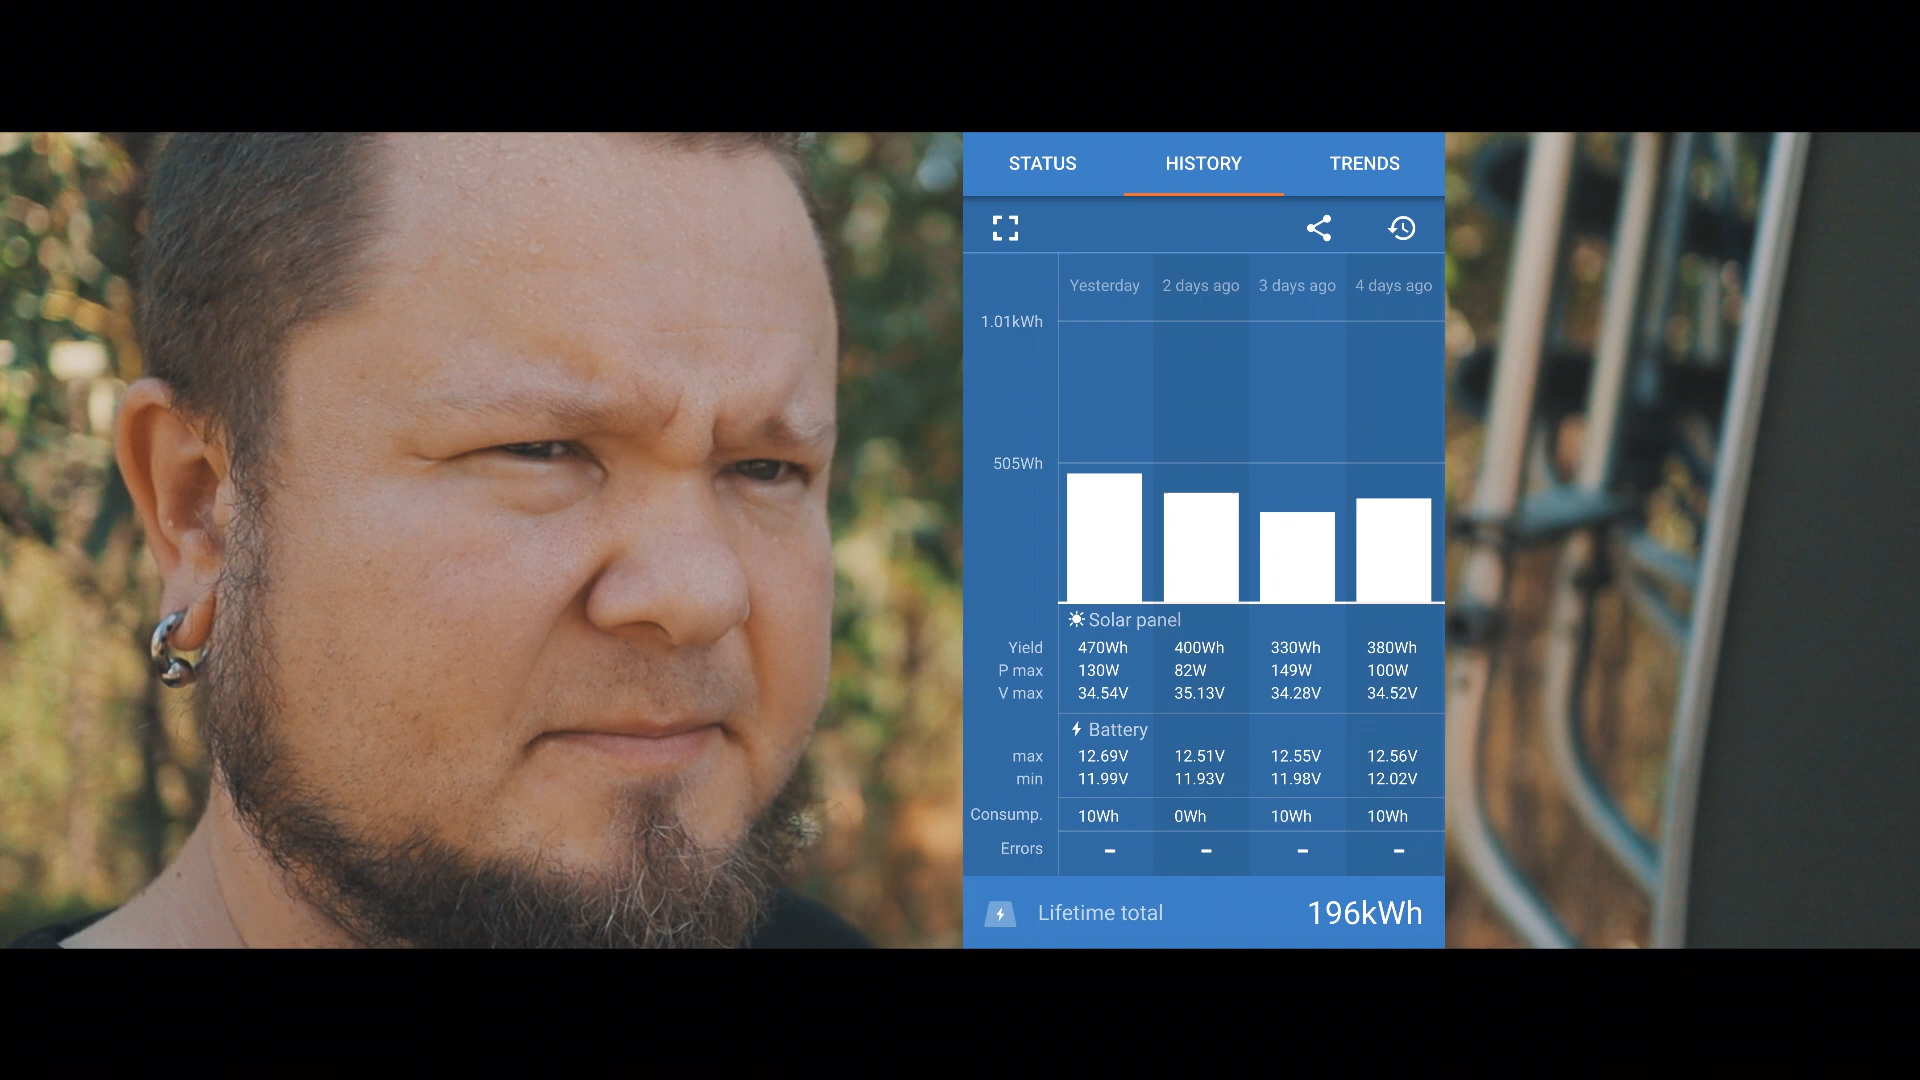 STATUS HISTORY TRENDS
Yesterday 2 days ago 3 days ago 4 days ago
1.01kWh
505Wh
Solar panel
Yield 470Wh 400Wh 330Wh 380Wh
P max 130W 82W 149W 100W
V max 34.54V 35.13V 34.28V 34.52V
Battery
max 12.69V 12.51V 12.55V 12.56V
min 11.99V 11.93V 11.98V 12.02V
Consump. 10Wh 0Wh 10Wh 10Wh
Errors - - - -
Lifetime total 196kWh